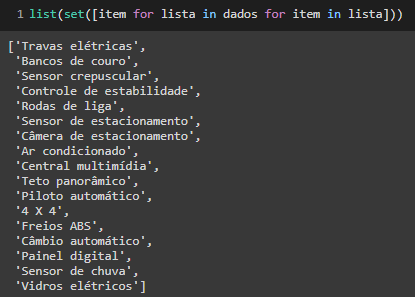 1 list(set([item for lista in dados for item in lista]))
['Travas elétricas',
'Bancos de couro',
'Sensor crepuscular',
'Controle de estabilidade',
'Rodas de liga',
'Sensor de estacionamento',
'Câmera de estacionamento',
'Ar condicionado',
'Central multimídia',
'Teto panorâmico',
'Piloto automático',
'4 X 4',
'Freios ABS',
'Câmbio automático',
'Painel digital',
'Sensor de chuva',
'Vidros elétricos']